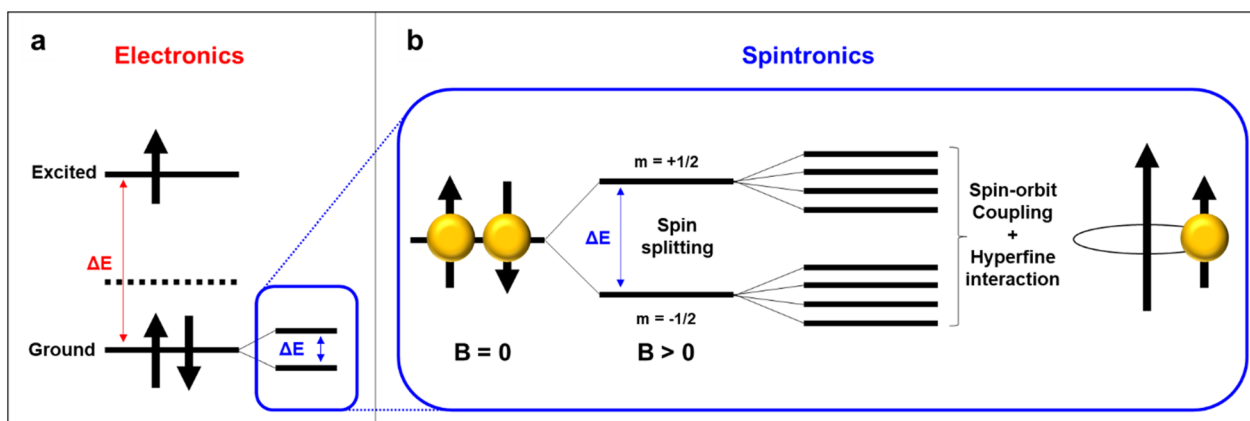 a
Electronics
Excited
ΔE
Ground
ΔE
b
Spintronics
m = +1/2
ΔE
Spin
splitting
m = -1/2
B = 0
B > 0
Spin-orbit
Coupling
+
Hyperfine
interaction